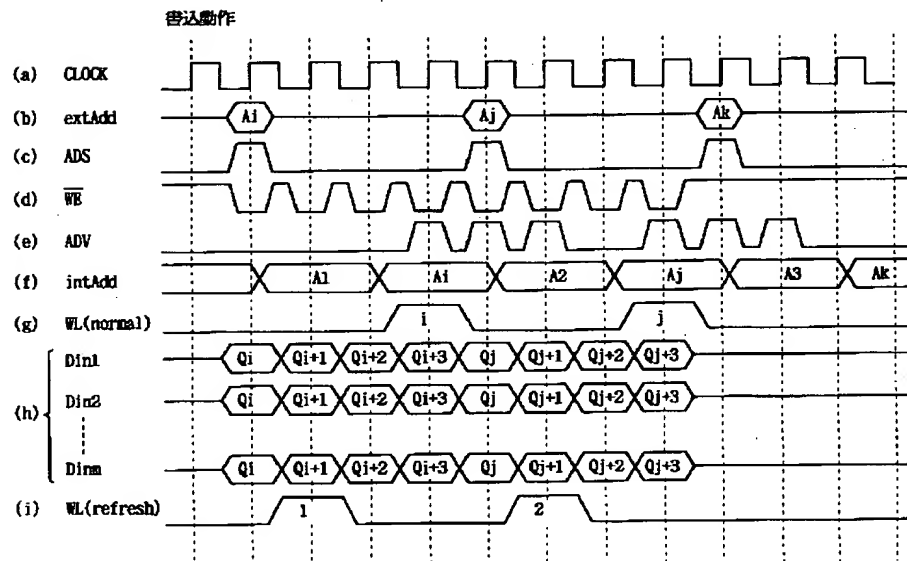 書込動作
(a) CLOCK
(b) extAdd Ai Aj Ak
(c) ADS
(d) WE
(e) ADV
(f) intAdd A1 Ai A2 Aj A3 Ak
(g) WL(normal) i j
(h)
Din1 Qi Qi+1 Qi+2 Qi+3 Qj Qj+1 Qj+2 Qj+3
Din2 Qi Qi+1 Qi+2 Qi+3 Qj Qj+1 Qj+2 Qj+3
Dinm Qi Qi+1 Qi+2 Qi+3 Qj Qj+1 Qj+2 Qj+3
(i) WL(refresh) 1 2